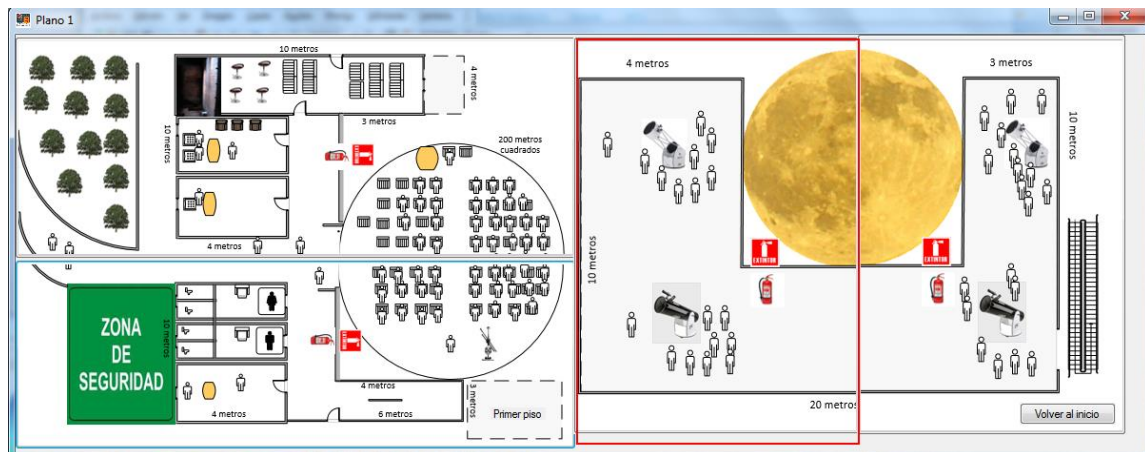 Plano 1
10 metros
4 metros
3 metros
10 metros
200 metros
cuadrados
4 metros
ZONA
DE
SEGURIDAD
10 metros
4 metros
4 metros
6 metros
3 metros
Primer piso
4 metros
3 metros
10 metros
10 metros
EXTINTOR
EXTINTOR
20 metros
Volver al inicio